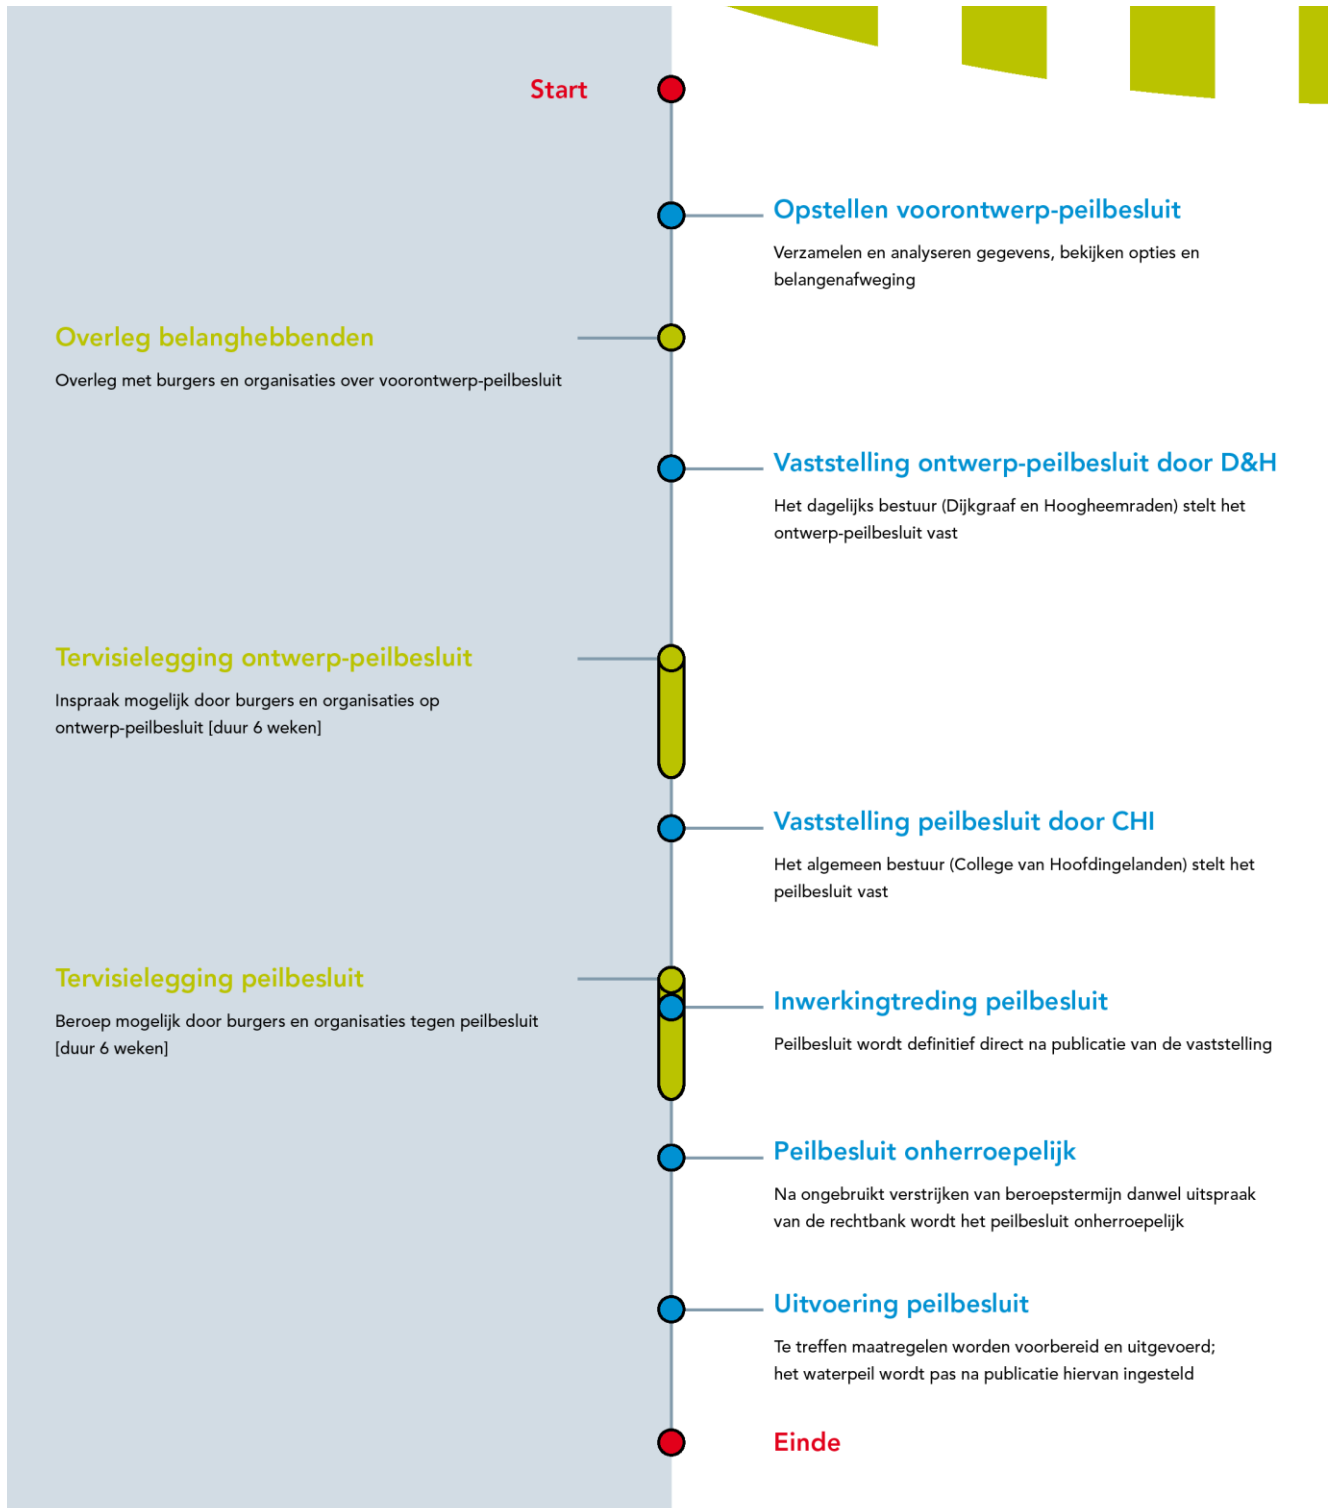 Start
Opstellen voorontwerp-peilbesluit
Verzamelen en analyseren gegevens, bekijken opties en
belangenafweging
Overleg belanghebbenden
Overleg met burgers en organisaties over voorontwerp-peilbesluit
Vaststelling ontwerp-peilbesluit door D&H
Het dagelijks bestuur (Dijkgraaf en Hoogheemraden) stelt het
ontwerp-peilbesluit vast
Tervisielegging ontwerp-peilbesluit
Inspraak mogelijk door burgers en organisaties op
ontwerp-peilbesluit [duur 6 weken]
Vaststelling peilbesluit door CHI
Het algemeen bestuur (College van Hoofdingelanden) stelt het
peilbesluit vast
Tervisielegging peilbesluit
Beroep mogelijk door burgers en organisaties tegen peilbesluit
[duur 6 weken]
Inwerkingtreding peilbesluit
Peilbesluit wordt definitief direct na publicatie van de vaststelling
Peilbesluit onherroepelijk
Na ongebruikt verstrijken van beroepstermijn danwel uitspraak
van de rechtbank wordt het peilbesluit onherroepelijk
Uitvoering peilbesluit
Te treffen maatregelen worden voorbereid en uitgevoerd;
het waterpeil wordt pas na publicatie hiervan ingesteld
Einde